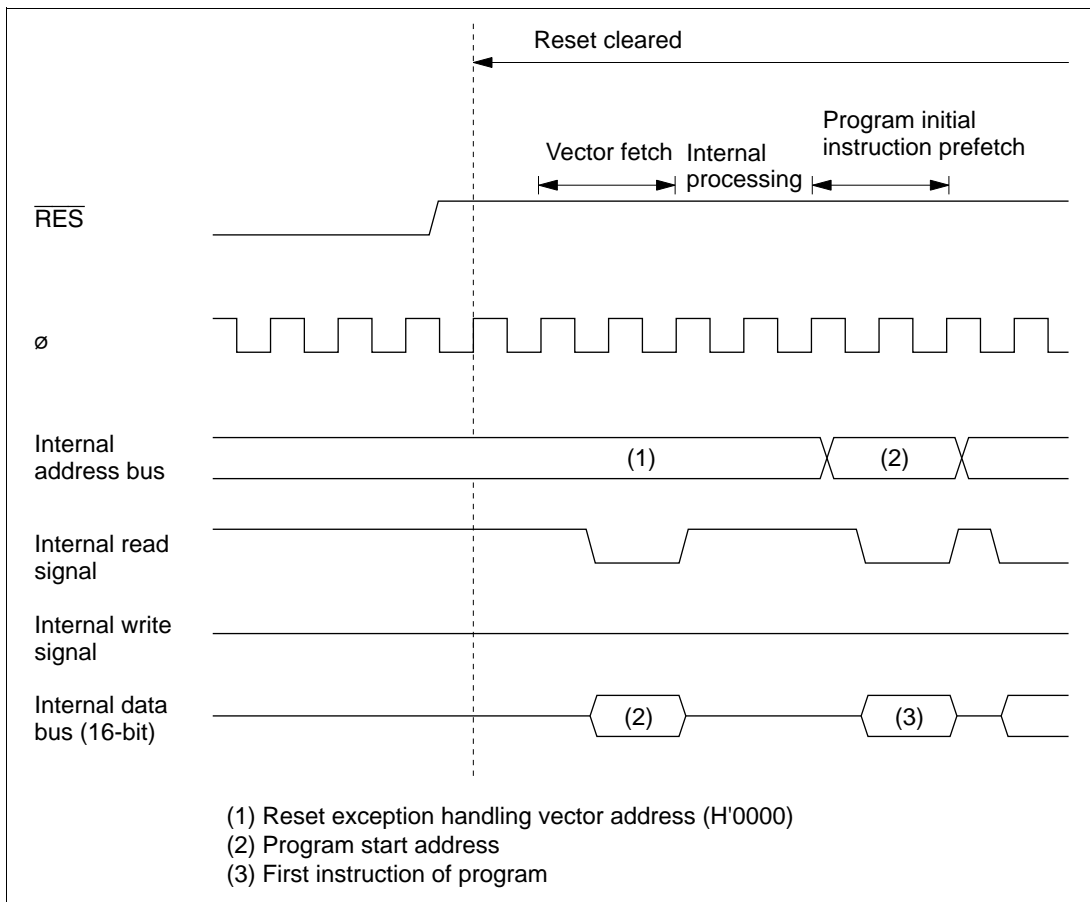 Reset cleared
Program initial
Vector fetch Internal instruction prefetch
processing
RES
ø
Internal
address bus
(1) (2)
Internal read
signal
Internal write
signal
Internal data
bus (16-bit)
(2) (3)
(1) Reset exception handling vector address (H'0000)
(2) Program start address
(3) First instruction of program